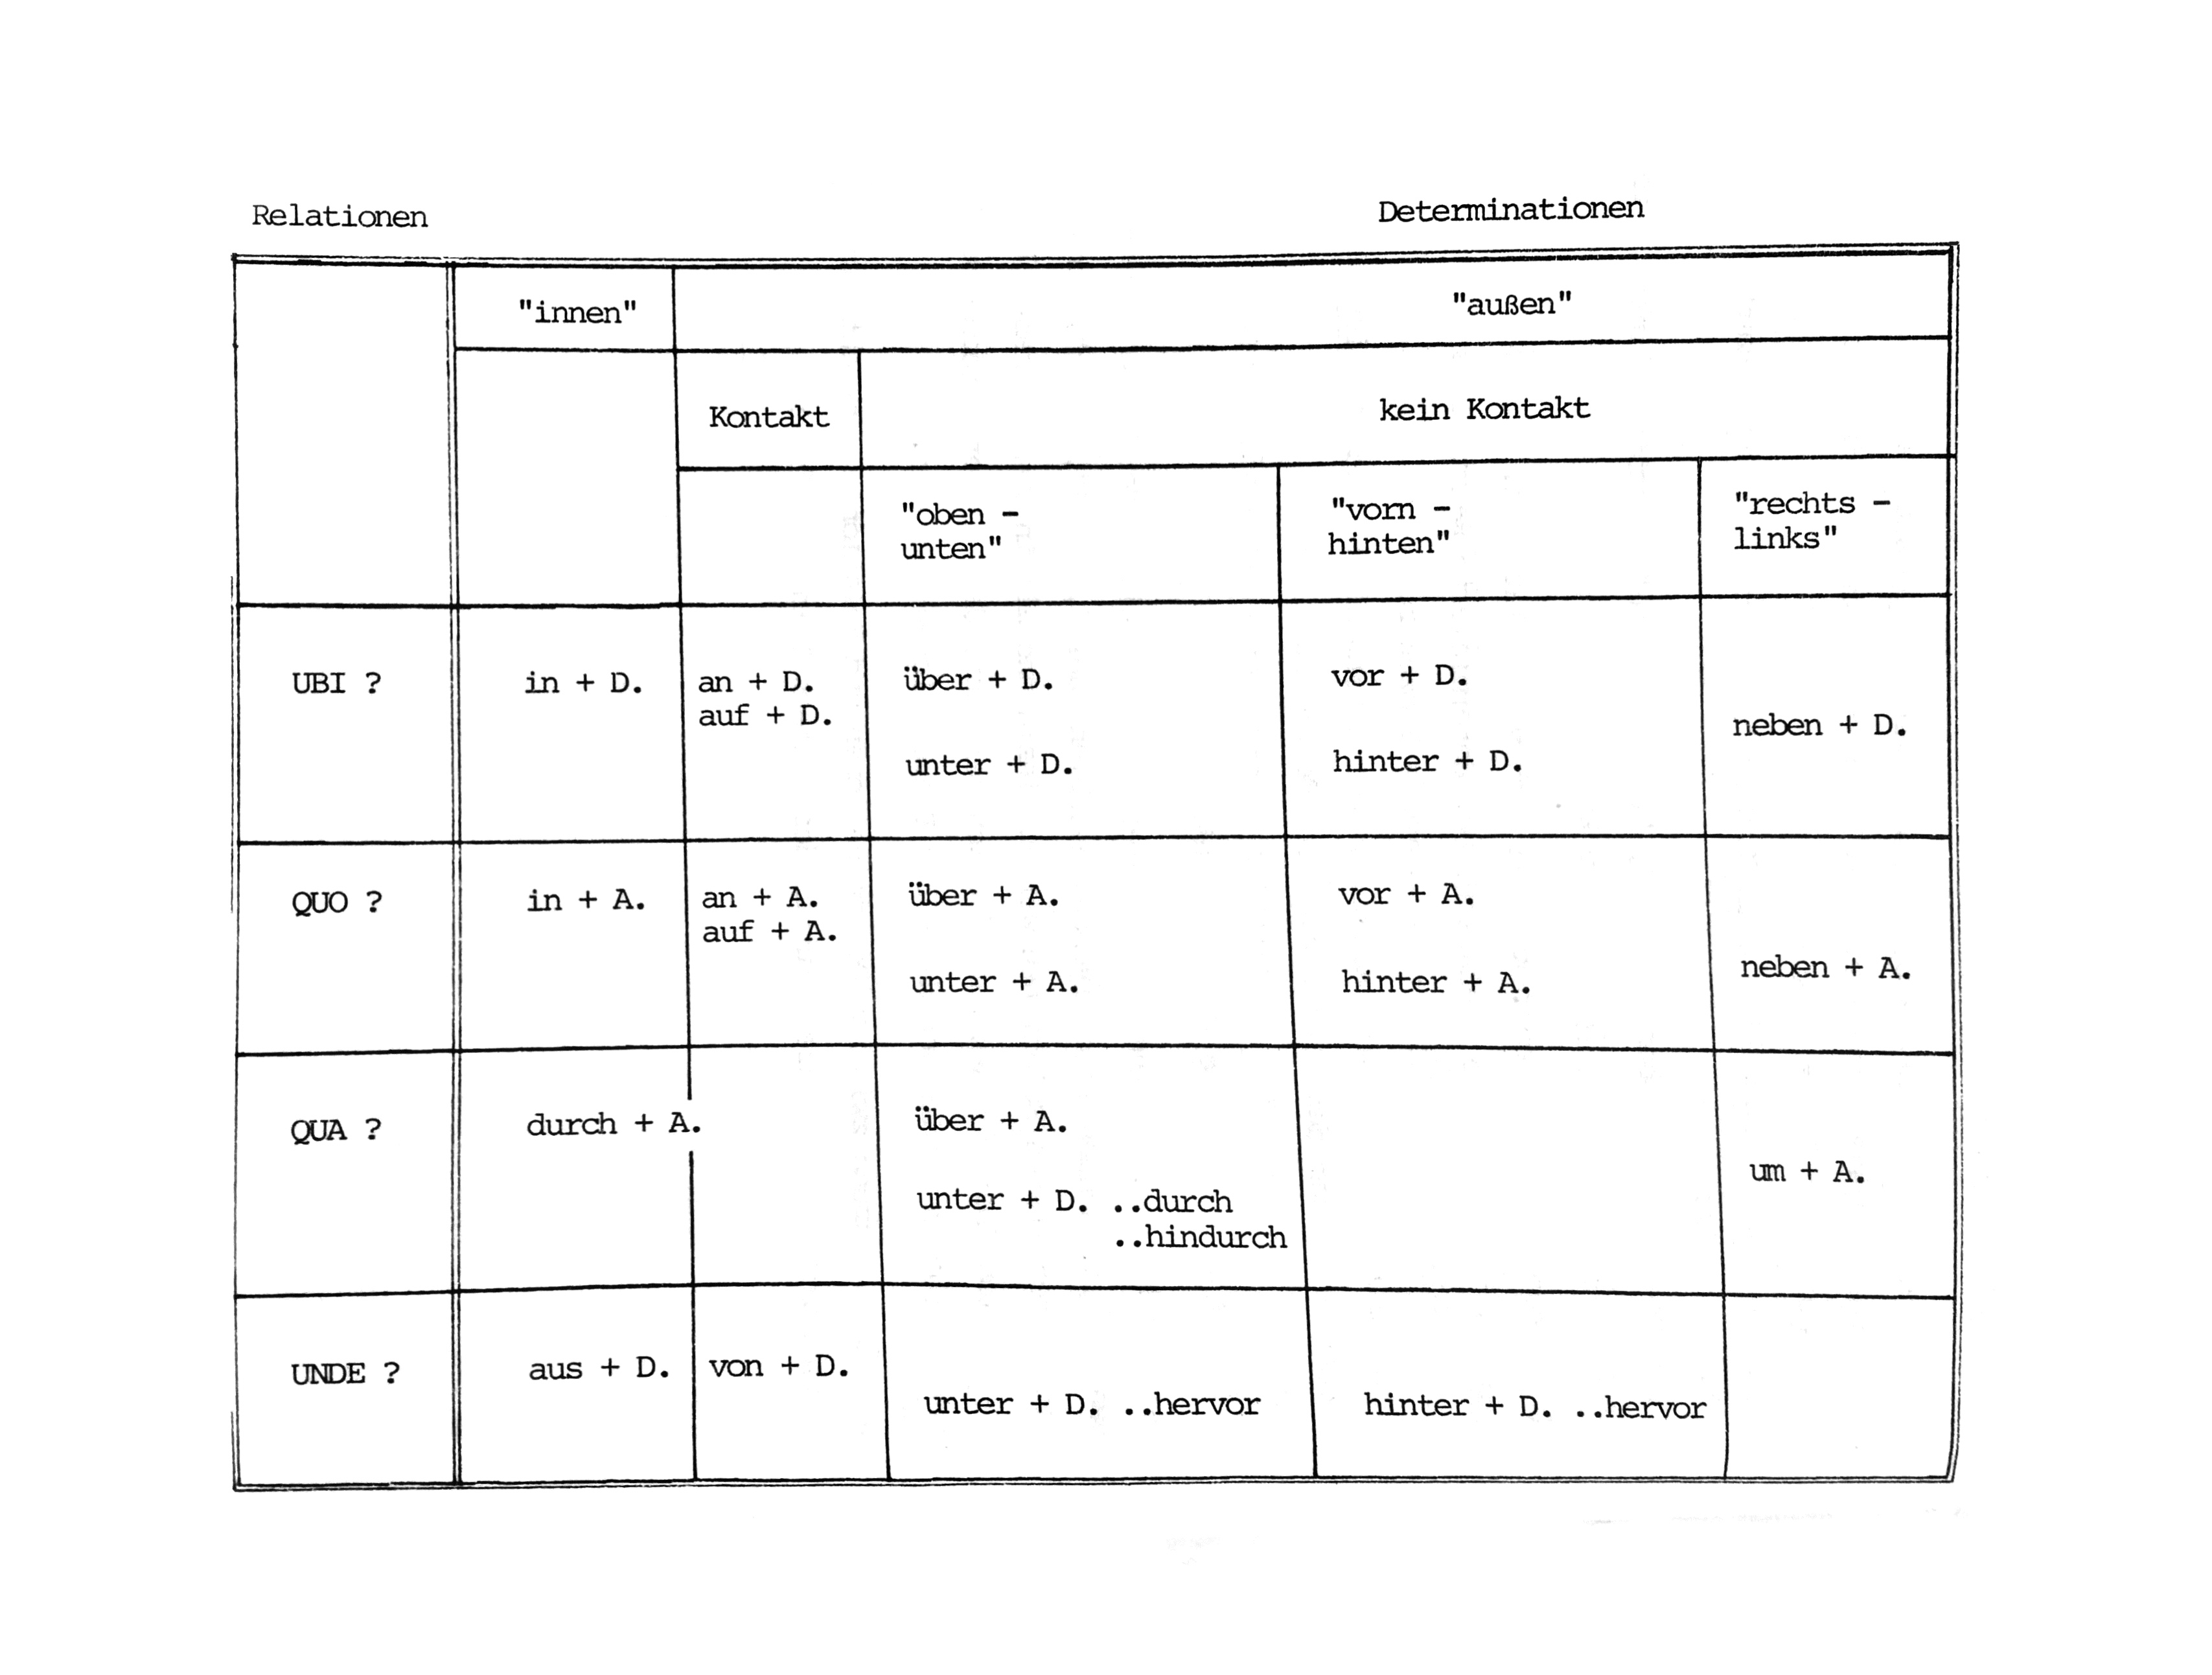 Relationen
Determinationen
"innen"
"außen"
Kontakt
kein Kontakt
"oben -
unten"
"vorn -
hinten"
"rechts -
links"
UBI ?
in + D.
an + D.
auf + D.
über + D.
unter + D.
vor + D.
hinter + D.
neben + D.
QUO ?
in + A.
an + A.
auf + A.
über + A.
unter + A.
vor + A.
hinter + A.
neben + A.
QUA ?
durch + A.
über + A.
unter + D. ..durch
..hindurch
um + A.
UNDE ?
aus + D.
von + D.
unter + D. ..hervor
hinter + D. ..hervor